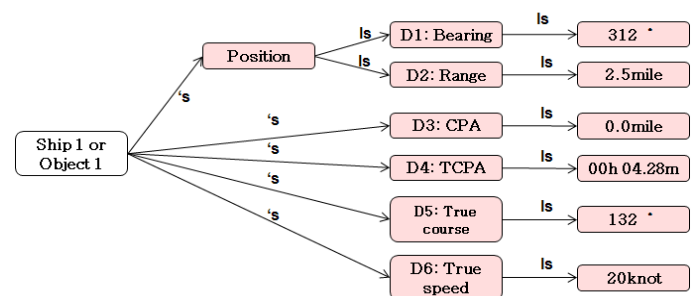 Is
D1: Bearing
Is
312 °
Position
Is
D2: Range
Is
2.5mile
's
's
D3: CPA
Is
0.0mile
Ship 1 or
Object 1
's
D4: TCPA
Is
00h 04.28m
's
D5: True
course
Is
132 °
's
D6: True
speed
Is
20knot